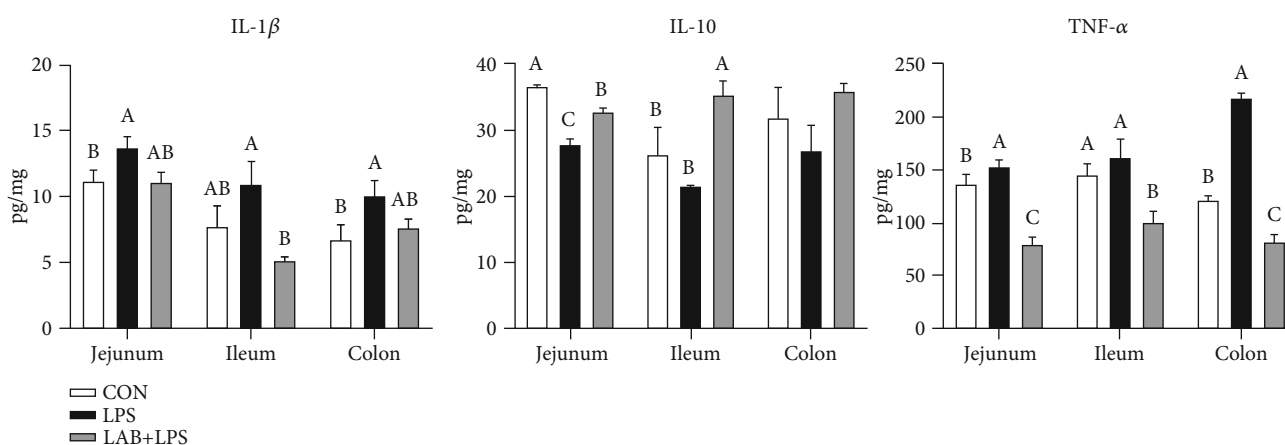 IL-1β
20
15
10
5
0
pg/mg
B
A
AB
AB
A
B
B
A
AB
Jejunum Ileum Colon
IL-10
40
30
20
10
0
pg/mg
A
C
B
B
B
A
Jejunum Ileum Colon
TNF-α
250
200
150
100
50
0
pg/mg
B
A
C
A
A
B
B
A
C
Jejunum Ileum Colon
CON
LPS
LAB+LPS